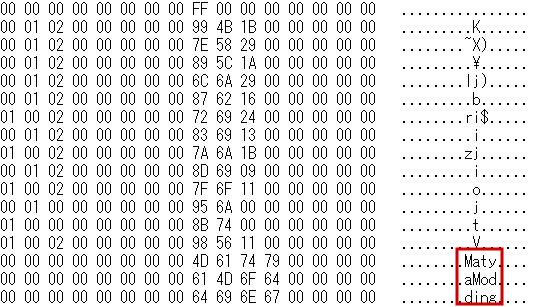 00 00 00 00 00 00 00 00 FF 00 00 00 00 00 00 00 ................
00 01 02 00 00 00 00 00 99 4B 1B 00 00 00 00 00 .........K......
00 01 02 00 00 00 00 00 7E 58 29 00 00 00 00 00 ........~X).....
00 01 02 00 00 00 00 00 89 5C 1A 00 00 00 00 00 .........¥......
00 01 02 00 00 00 00 00 6C 6A 29 00 00 00 00 00 ........lj).....
00 01 02 00 00 00 00 00 87 62 16 00 00 00 00 00 .........b......
01 00 02 00 00 00 00 00 72 69 24 00 00 00 00 00 ........ri$.....
00 01 02 00 00 00 00 00 83 69 13 00 00 00 00 00 .........i......
01 00 02 00 00 00 00 00 7A 6A 1B 00 00 00 00 00 ........zj......
01 00 02 00 00 00 00 00 8D 69 09 00 00 00 00 00 .........i......
01 00 02 00 00 00 00 00 7F 6F 11 00 00 00 00 00 .........o......
00 01 00 00 00 00 00 00 95 6A 00 00 00 00 00 00 .........j......
00 01 00 00 00 00 00 00 8B 74 00 00 00 00 00 00 .........t......
01 00 02 00 00 00 00 00 98 56 11 00 00 00 00 00 .........V......
00 00 00 00 00 00 00 00 4D 61 74 79 00 00 00 00 ........Maty....
00 00 00 00 00 00 00 00 61 4D 6F 64 00 00 00 00 ........aMod....
00 00 00 00 00 00 00 00 64 69 6E 67 00 00 00 00 ........ding....